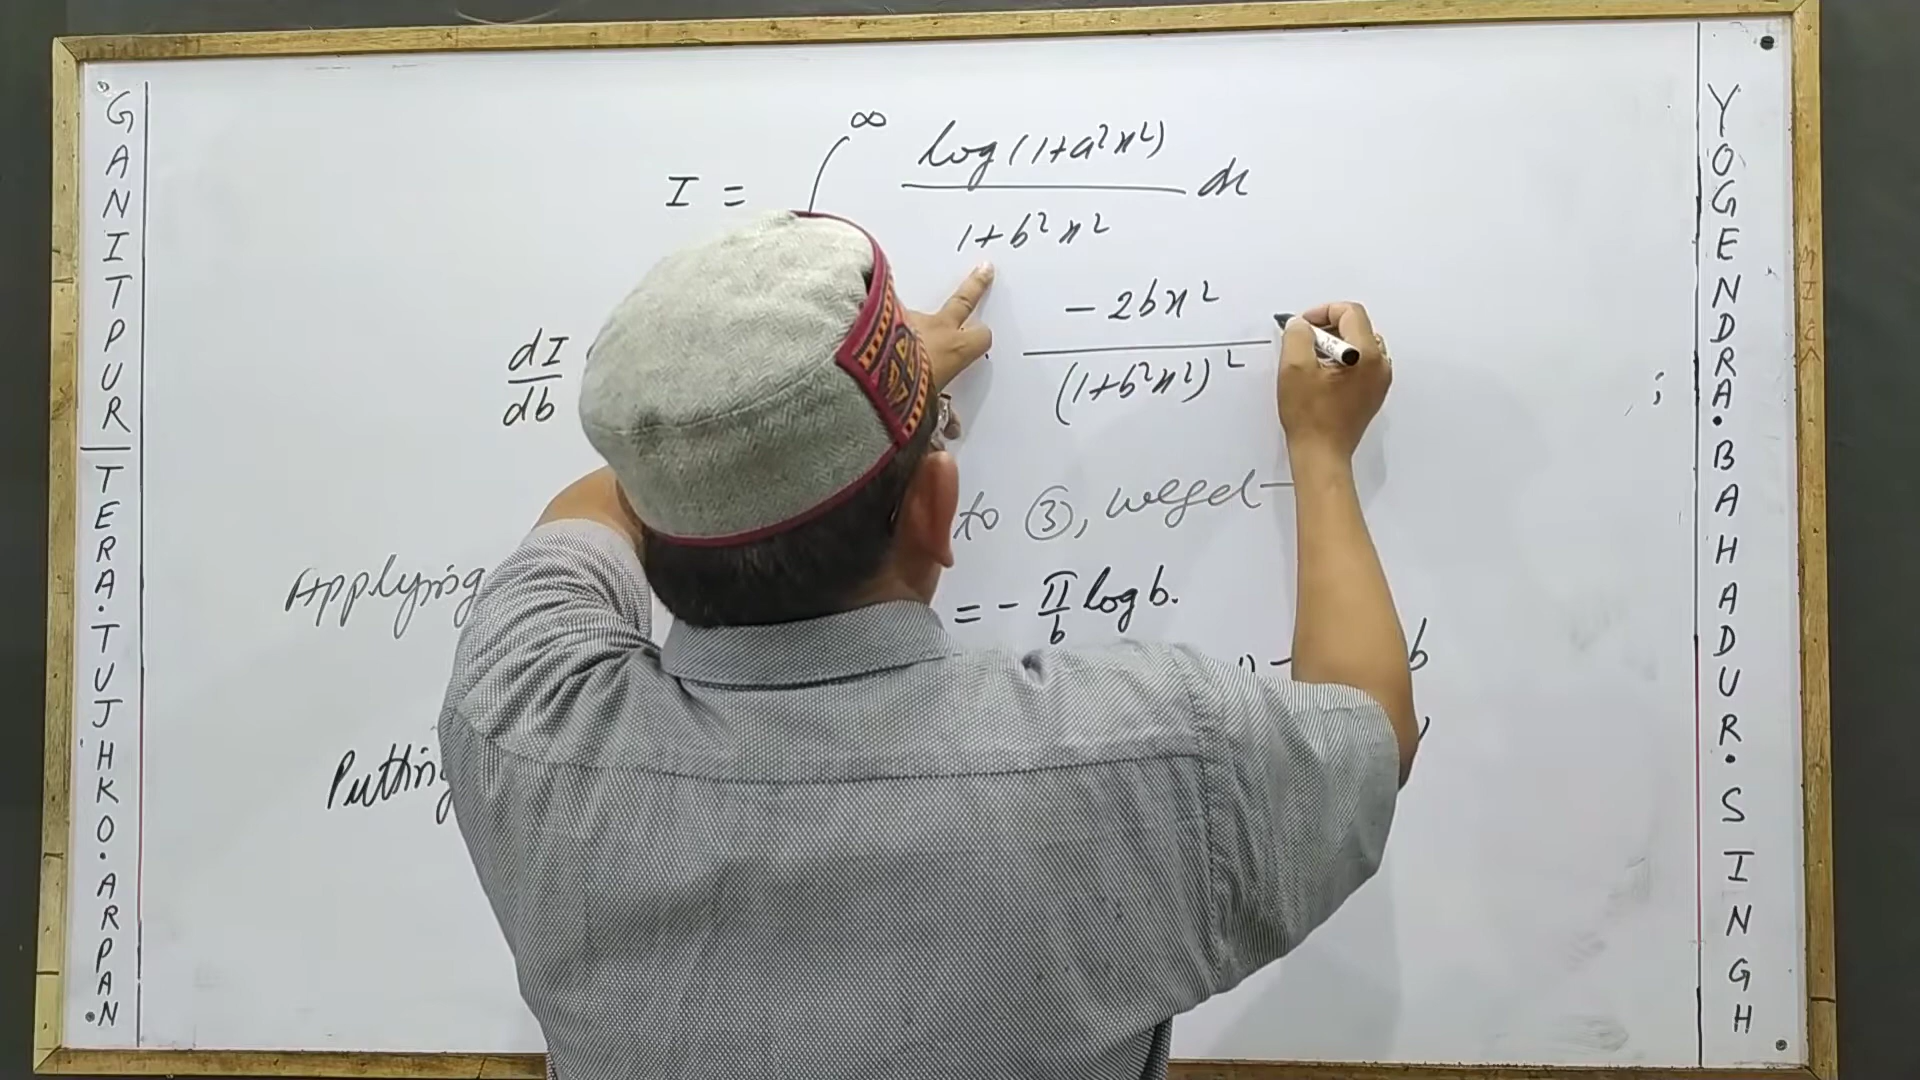 GANITPUR | TERA.TUJHKO.ARPAN.
I = ∫ ∞ log(1+a²x²) / 1+b²x² dx
dI/db -2bx² / (1+b²x²)²
;
to ③, we get
Applying
= - π/b log b.
b
Putting
YOGENDRA.BAHADUR.SINGH